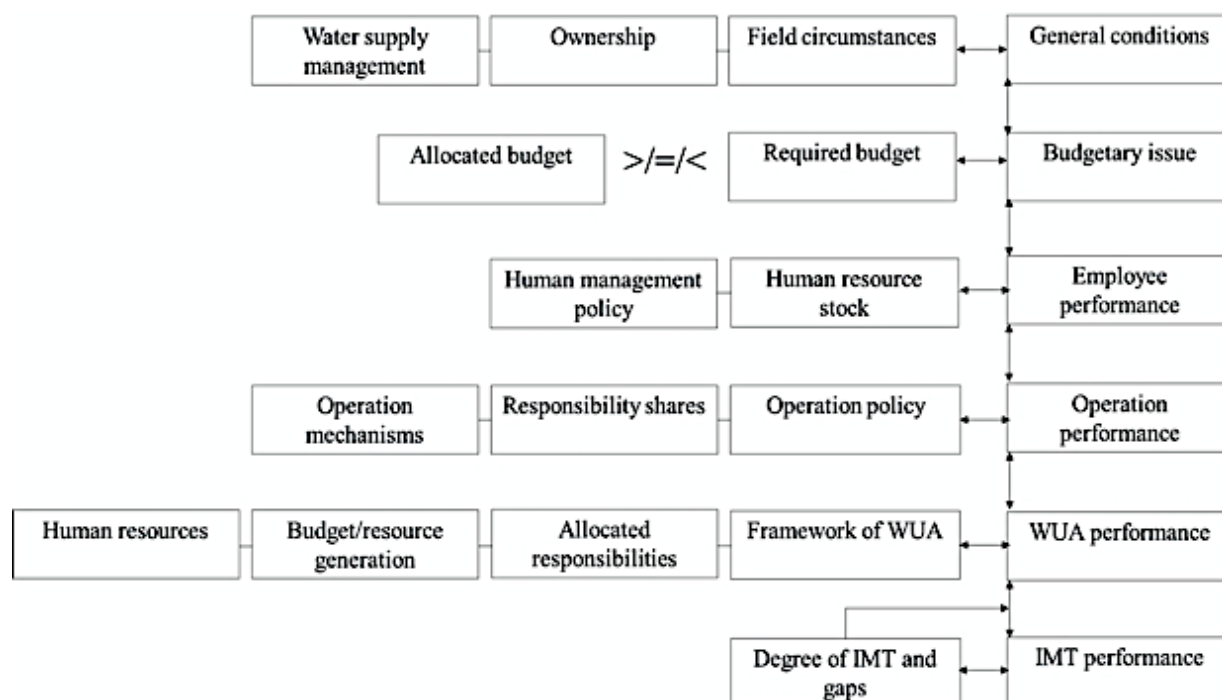 Water supply
management
Ownership
Field circumstances
General conditions
Allocated budget
>/=/<
Required budget
Budgetary issue
Human management
policy
Human resource
stock
Employee
performance
Operation
mechanisms
Responsibility shares
Operation policy
Operation
performance
Human resources
Budget/resource
generation
Allocated
responsibilities
Framework of WUA
WUA performance
Degree of IMT and
gaps
IMT performance